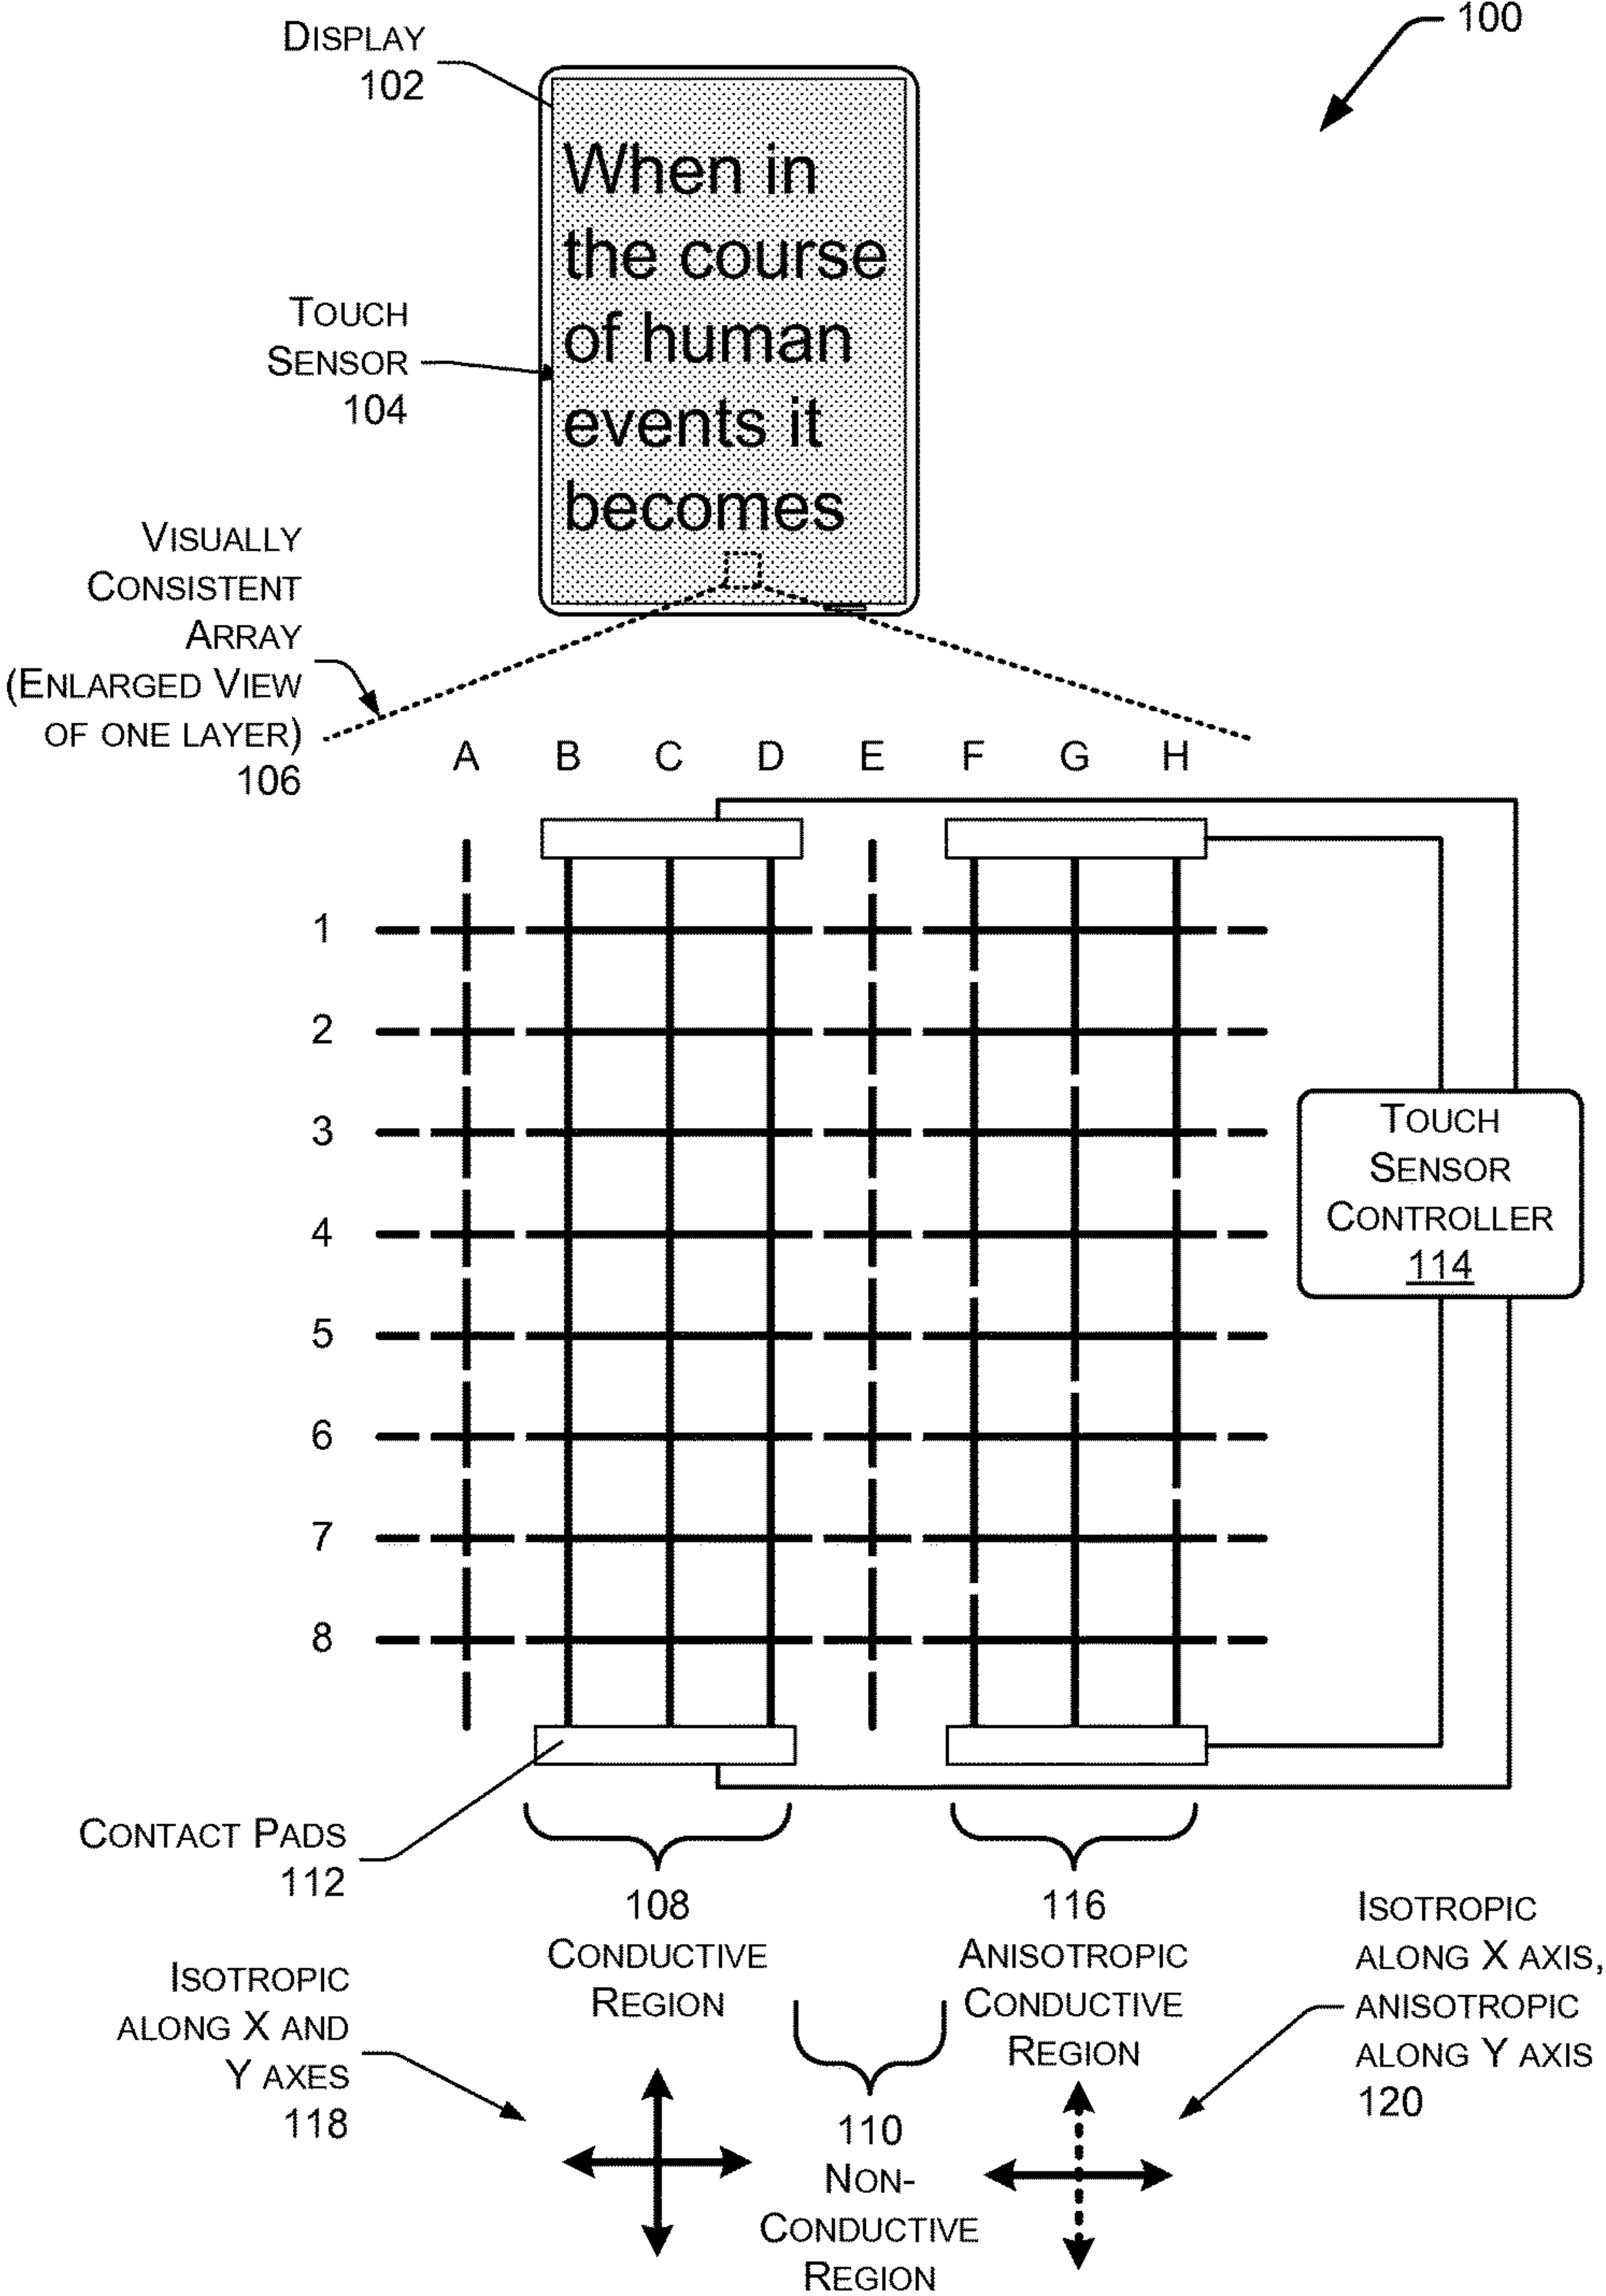 100
DISPLAY
102
When in
the course
of human
events it
becomes
TOUCH
SENSOR
104
VISUALLY
CONSISTENT
ARRAY
(ENLARGED VIEW
OF ONE LAYER)
106
A B C D E F G H
1
2
3
4
5
6
7
8
TOUCH
SENSOR
CONTROLLER
114
CONTACT PADS
112
108
CONDUCTIVE
REGION
116
ANISOTROPIC
CONDUCTIVE
REGION
ISOTROPIC
ALONG X AND
Y AXES
118
110
NON-
CONDUCTIVE
REGION
ISOTROPIC
ALONG X AXIS,
ANISOTROPIC
ALONG Y AXIS
120